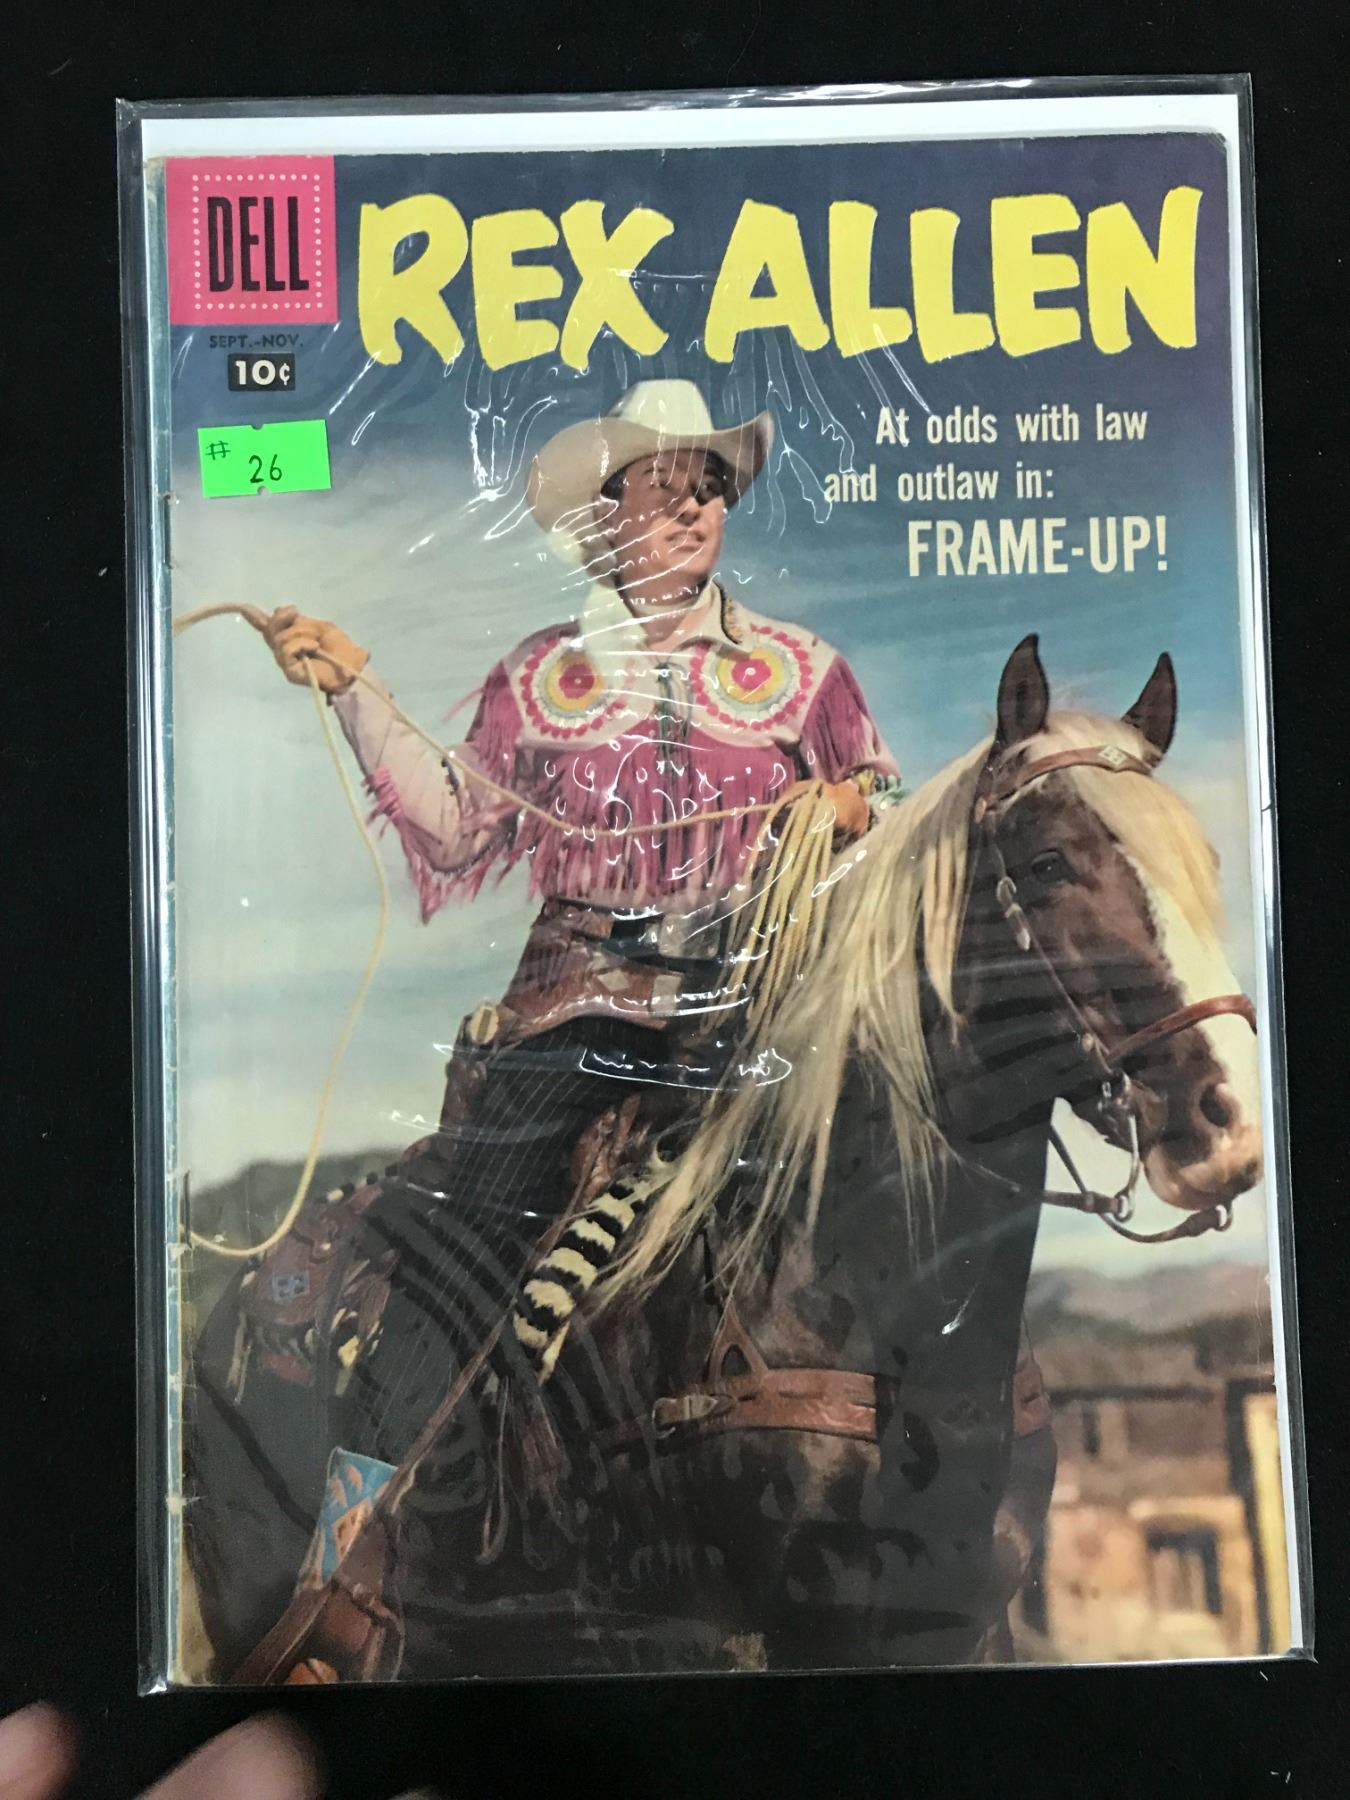 DELL
REX ALLEN
SEPT.-NOV.
10¢
# 26
At odds with law
and outlaw in:
FRAME-UP!